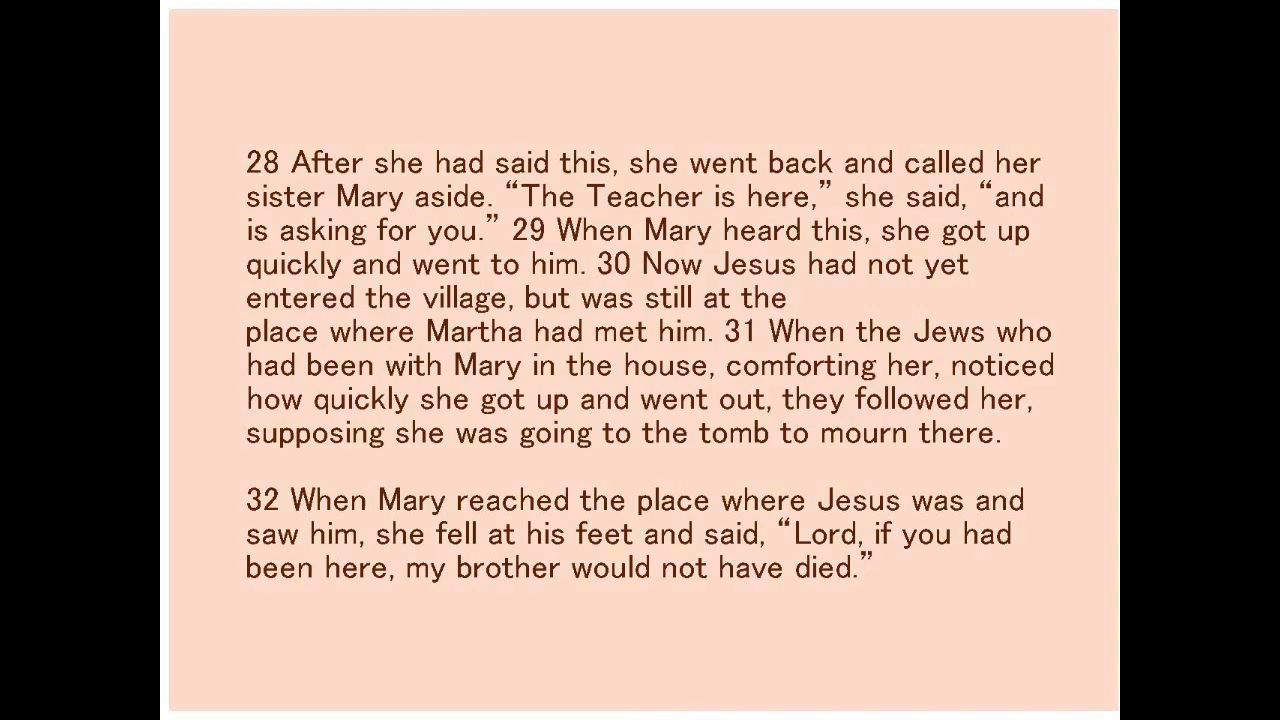 28 After she had said this, she went back and called her
sister Mary aside. “The Teacher is here,” she said, “and
is asking for you.” 29 When Mary heard this, she got up
quickly and went to him. 30 Now Jesus had not yet
entered the village, but was still at the
place where Martha had met him. 31 When the Jews who
had been with Mary in the house, comforting her, noticed
how quickly she got up and went out, they followed her,
supposing she was going to the tomb to mourn there.
32 When Mary reached the place where Jesus was and
saw him, she fell at his feet and said, “Lord, if you had
been here, my brother would not have died.”